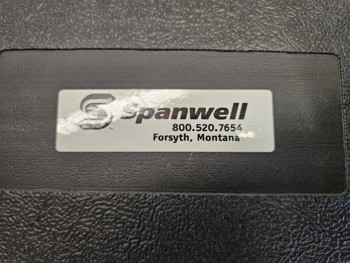 Spanwell
800.520.7654
Forsyth, Montana